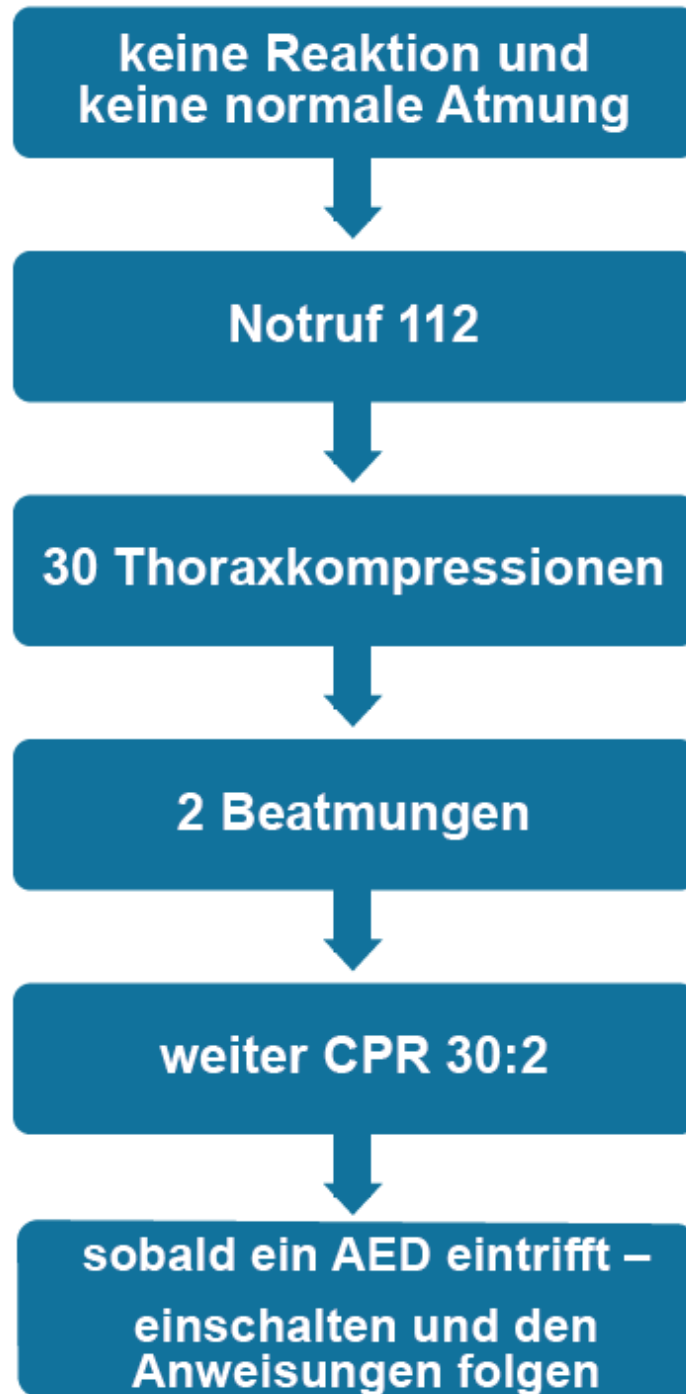 keine Reaktion und
keine normale Atmung
Notruf 112
30 Thoraxkompressionen
2 Beatmungen
weiter CPR 30:2
sobald ein AED eintrifft –
einschalten und den
Anweisungen folgen